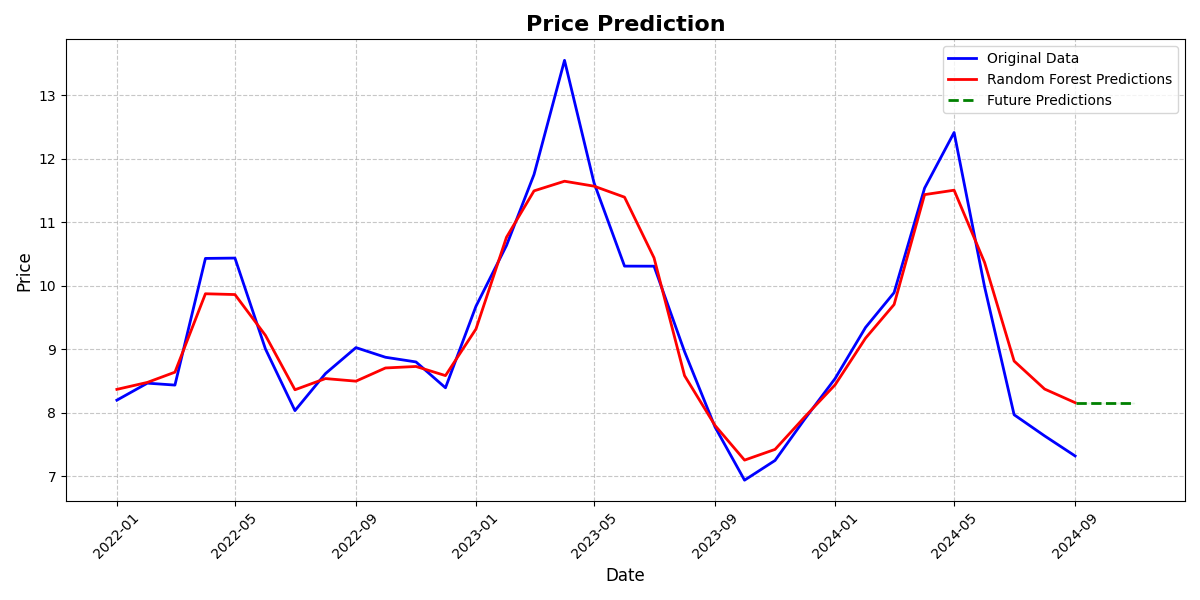 Price Prediction
Original Data
Random Forest Predictions
Future Predictions
Price
13
12
11
10
9
8
7
2022-01
2022-05
2022-09
2023-01
2023-05
2023-09
2024-01
2024-05
2024-09
Date